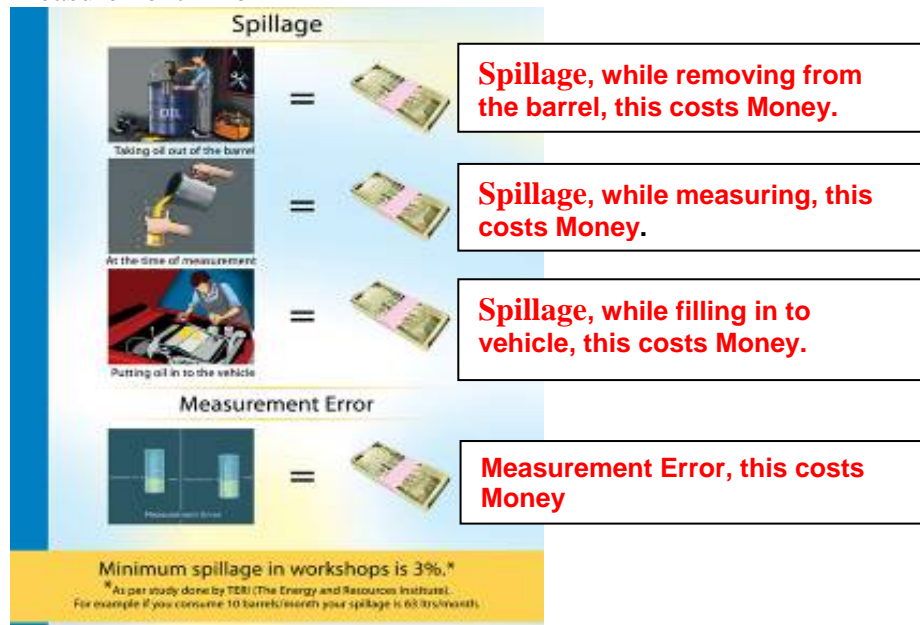 Spillage
OIL
=
Spillage, while removing from
the barrel, this costs Money.
Taking oil out of the barrel
=
Spillage, while measuring, this
costs Money.
At the time of measurement
=
Spillage, while filling in to
vehicle, this costs Money.
Putting oil in to the vehicle
Measurement Error
=
Measurement Error, this costs
Money
Measurement Error
Minimum spillage in workshops is 3%.*
*As per study done by TERI (The Energy and Resources Institute).
For example if you consume 10 barrels/month your spillage is 63 ltrs/month.